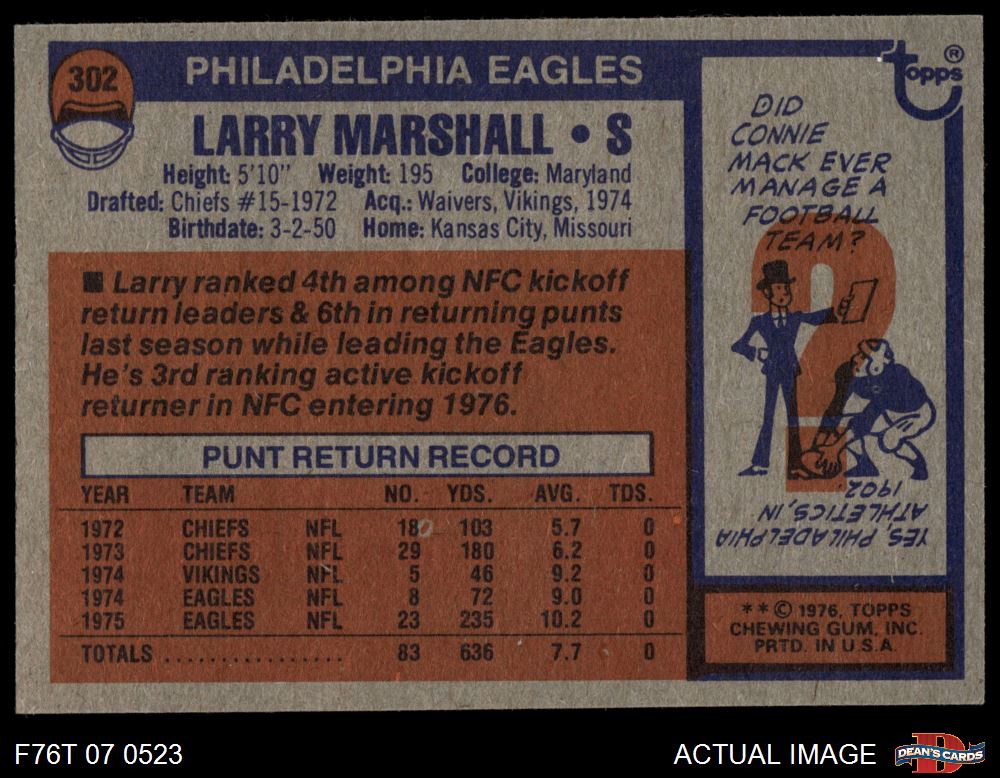 302
PHILADELPHIA EAGLES
LARRY MARSHALL • S
Height: 5'10" Weight: 195 College: Maryland
Drafted: Chiefs #15-1972 Acq.: Waivers, Vikings, 1974
Birthdate: 3-2-50 Home: Kansas City, Missouri
■ Larry ranked 4th among NFC kickoff
return leaders & 6th in returning punts
last season while leading the Eagles.
He's 3rd ranking active kickoff
returner in NFC entering 1976.
PUNT RETURN RECORD
YEAR TEAM NO. YDS. AVG. TDS.
1972 CHIEFS NFL 18 103 5.7 0
1973 CHIEFS NFL 29 180 6.2 0
1974 VIKINGS NFL 5 46 9.2 0
1974 EAGLES NFL 8 72 9.0 0
1975 EAGLES NFL 23 235 10.2 0
TOTALS ................. 83 636 7.7 0
Topps ®
DID
CONNIE
MACK EVER
MANAGE A
FOOTBALL
TEAM?
YES, PHILADELPHIA
ATHLETICS, IN
1902.
** © 1976, TOPPS
CHEWING GUM, INC.
PRTD. IN U.S.A.
F76T 07 0523
ACTUAL IMAGE
DEAN'S CARDS